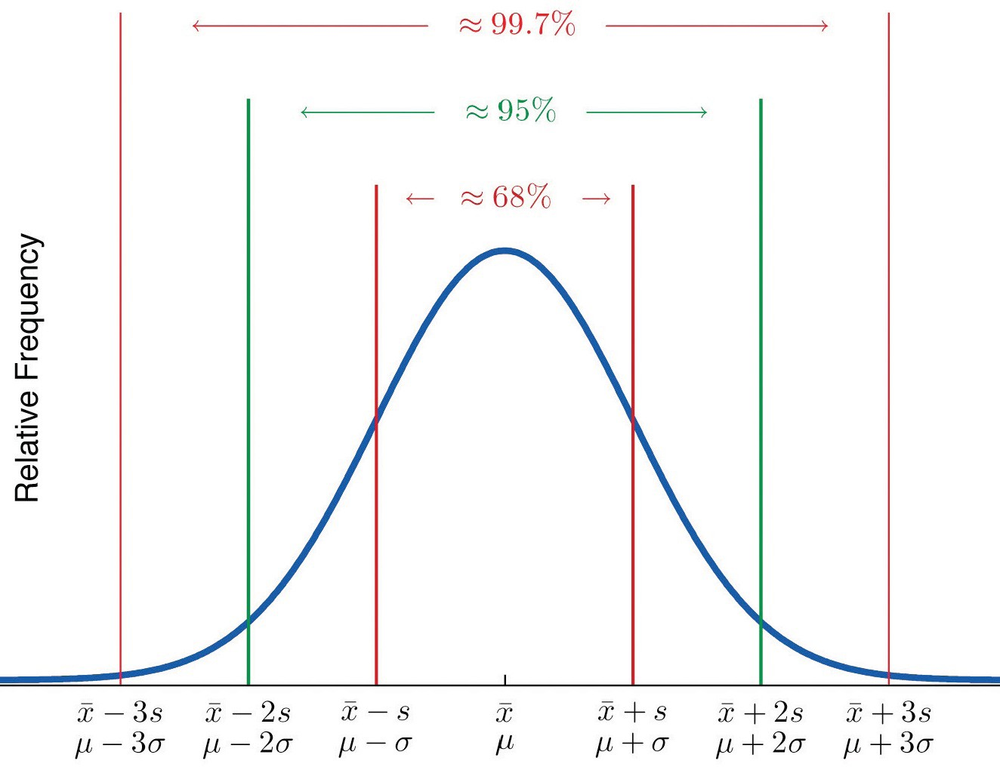 ≈ 99.7%
≈ 95%
≈ 68%
Relative Frequency
x̄ − 3s x̄ − 2s x̄ − s x̄ x̄ + s x̄ + 2s x̄ + 3s
μ − 3σ μ − 2σ μ − σ μ μ + σ μ + 2σ μ + 3σ